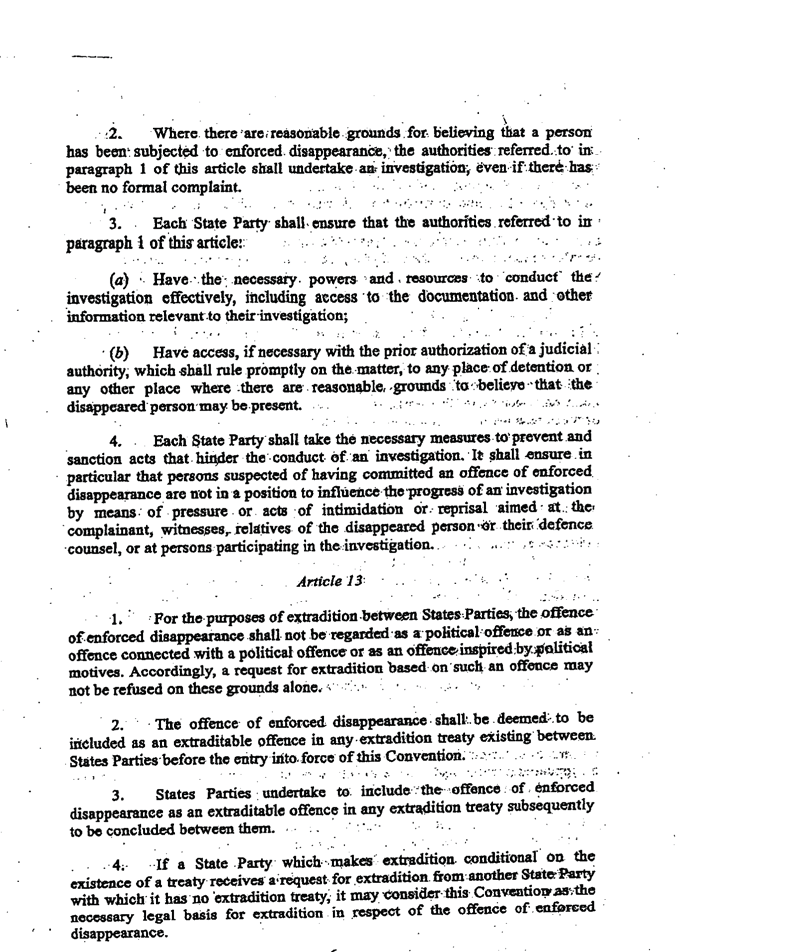 2. Where there are reasonable grounds for believing that a person
has been subjected to enforced disappearance, the authorities referred to in
paragraph 1 of this article shall undertake an investigation, even if there has
been no formal complaint.
3. Each State Party shall ensure that the authorities referred to in
paragraph 1 of this article:
(a) Have the necessary powers and resources to conduct the
investigation effectively, including access to the documentation and other
information relevant to their investigation;
(b) Have access, if necessary with the prior authorization of a judicial
authority, which shall rule promptly on the matter, to any place of detention or
any other place where there are reasonable grounds to believe that the
disappeared person may be present.
4. Each State Party shall take the necessary measures to prevent and
sanction acts that hinder the conduct of an investigation. It shall ensure in
particular that persons suspected of having committed an offence of enforced
disappearance are not in a position to influence the progress of an investigation
by means of pressure or acts of intimidation or reprisal aimed at the
complainant, witnesses, relatives of the disappeared person or their defence
counsel, or at persons participating in the investigation.
Article 13
1. For the purposes of extradition between States Parties, the offence
of enforced disappearance shall not be regarded as a political offence or as an
offence connected with a political offence or as an offence inspired by political
motives. Accordingly, a request for extradition based on such an offence may
not be refused on these grounds alone.
2. The offence of enforced disappearance shall be deemed to be
included as an extraditable offence in any extradition treaty existing between
States Parties before the entry into force of this Convention.
3. States Parties undertake to include the offence of enforced
disappearance as an extraditable offence in any extradition treaty subsequently
to be concluded between them.
4. If a State Party which makes extradition conditional on the
existence of a treaty receives a request for extradition from another State Party
with which it has no extradition treaty, it may consider this Convention as the
necessary legal basis for extradition in respect of the offence of enforced
disappearance.